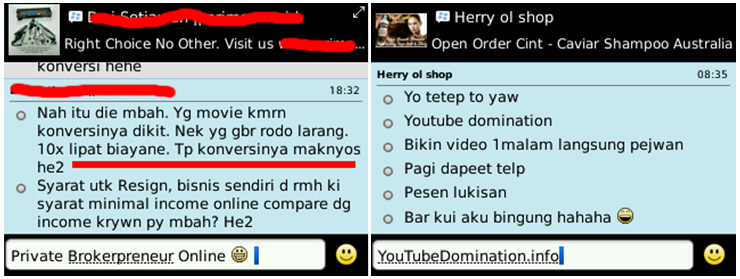 Right Choice No Other. Visit us
konversi hehe
18:32
Nah itu die mbah. Yg movie kmrn
konversinya dikit. Nek yg gbr rodo larang.
10x lipat biayane. Tp konversinya maknyos
he2
Syarat utk Resign, bisnis sendiri d rmh ki
syarat minimal income online compare dg
income krywn py mbah? He2
Private Brokerpreneur Online
Herry ol shop
Open Order Cint - Caviar Shampoo Australia
Herry ol shop 08:35
Yo tetep to yaw
Youtube domination
Bikin video 1malam langsung pejwan
Pagi dapeet telp
Pesen lukisan
Bar kui aku bingung hahaha
YouTubeDomination.info